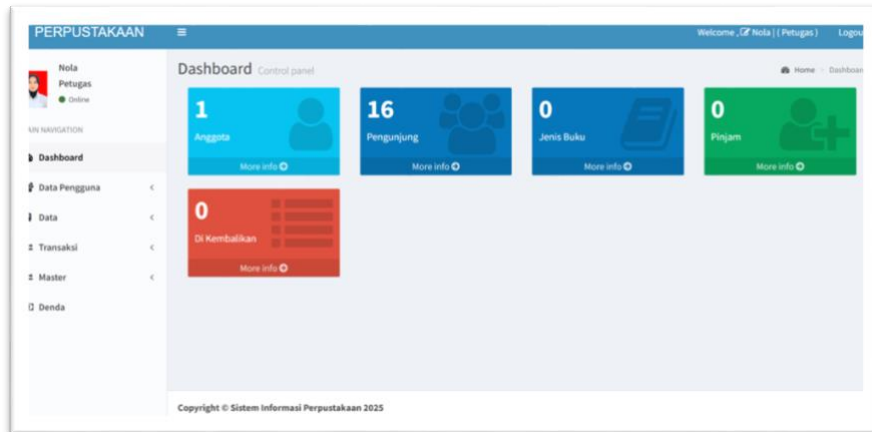 PERPUSTAKAAN
Welcome , Nola | ( Petugas )
Nola
Petugas
Online
NAVIGATION
Dashboard
Data Pengguna
Data
Transaksi
Master
Denda
Dashboard Control panel
Home > Dashboar
1
Anggota
More info
16
Pengunjung
More info
0
Jenis Buku
More info
0
Pinjam
More info
0
Di Kembalikan
More info
Copyright © Sistem Informasi Perpustakaan 2025